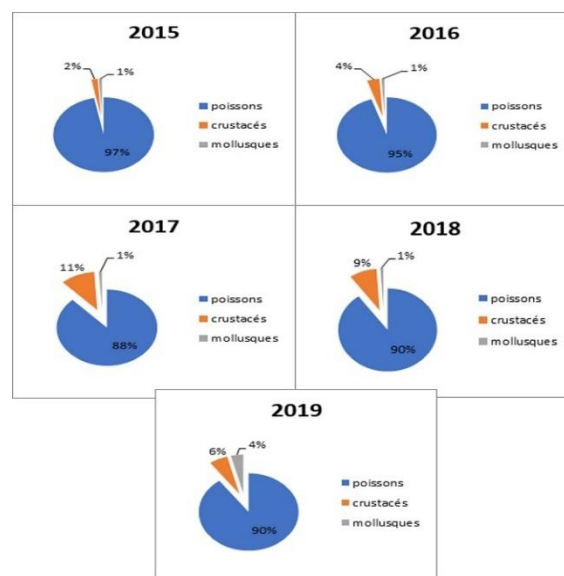 2015
2%
1%
97%
poissons
crustacés
mollusques
2016
4%
1%
95%
poissons
crustacés
mollusques
2017
11%
1%
88%
poissons
crustacés
mollusques
2018
9%
1%
90%
poissons
crustacés
mollusques
2019
6%
4%
90%
poissons
crustacés
mollusques